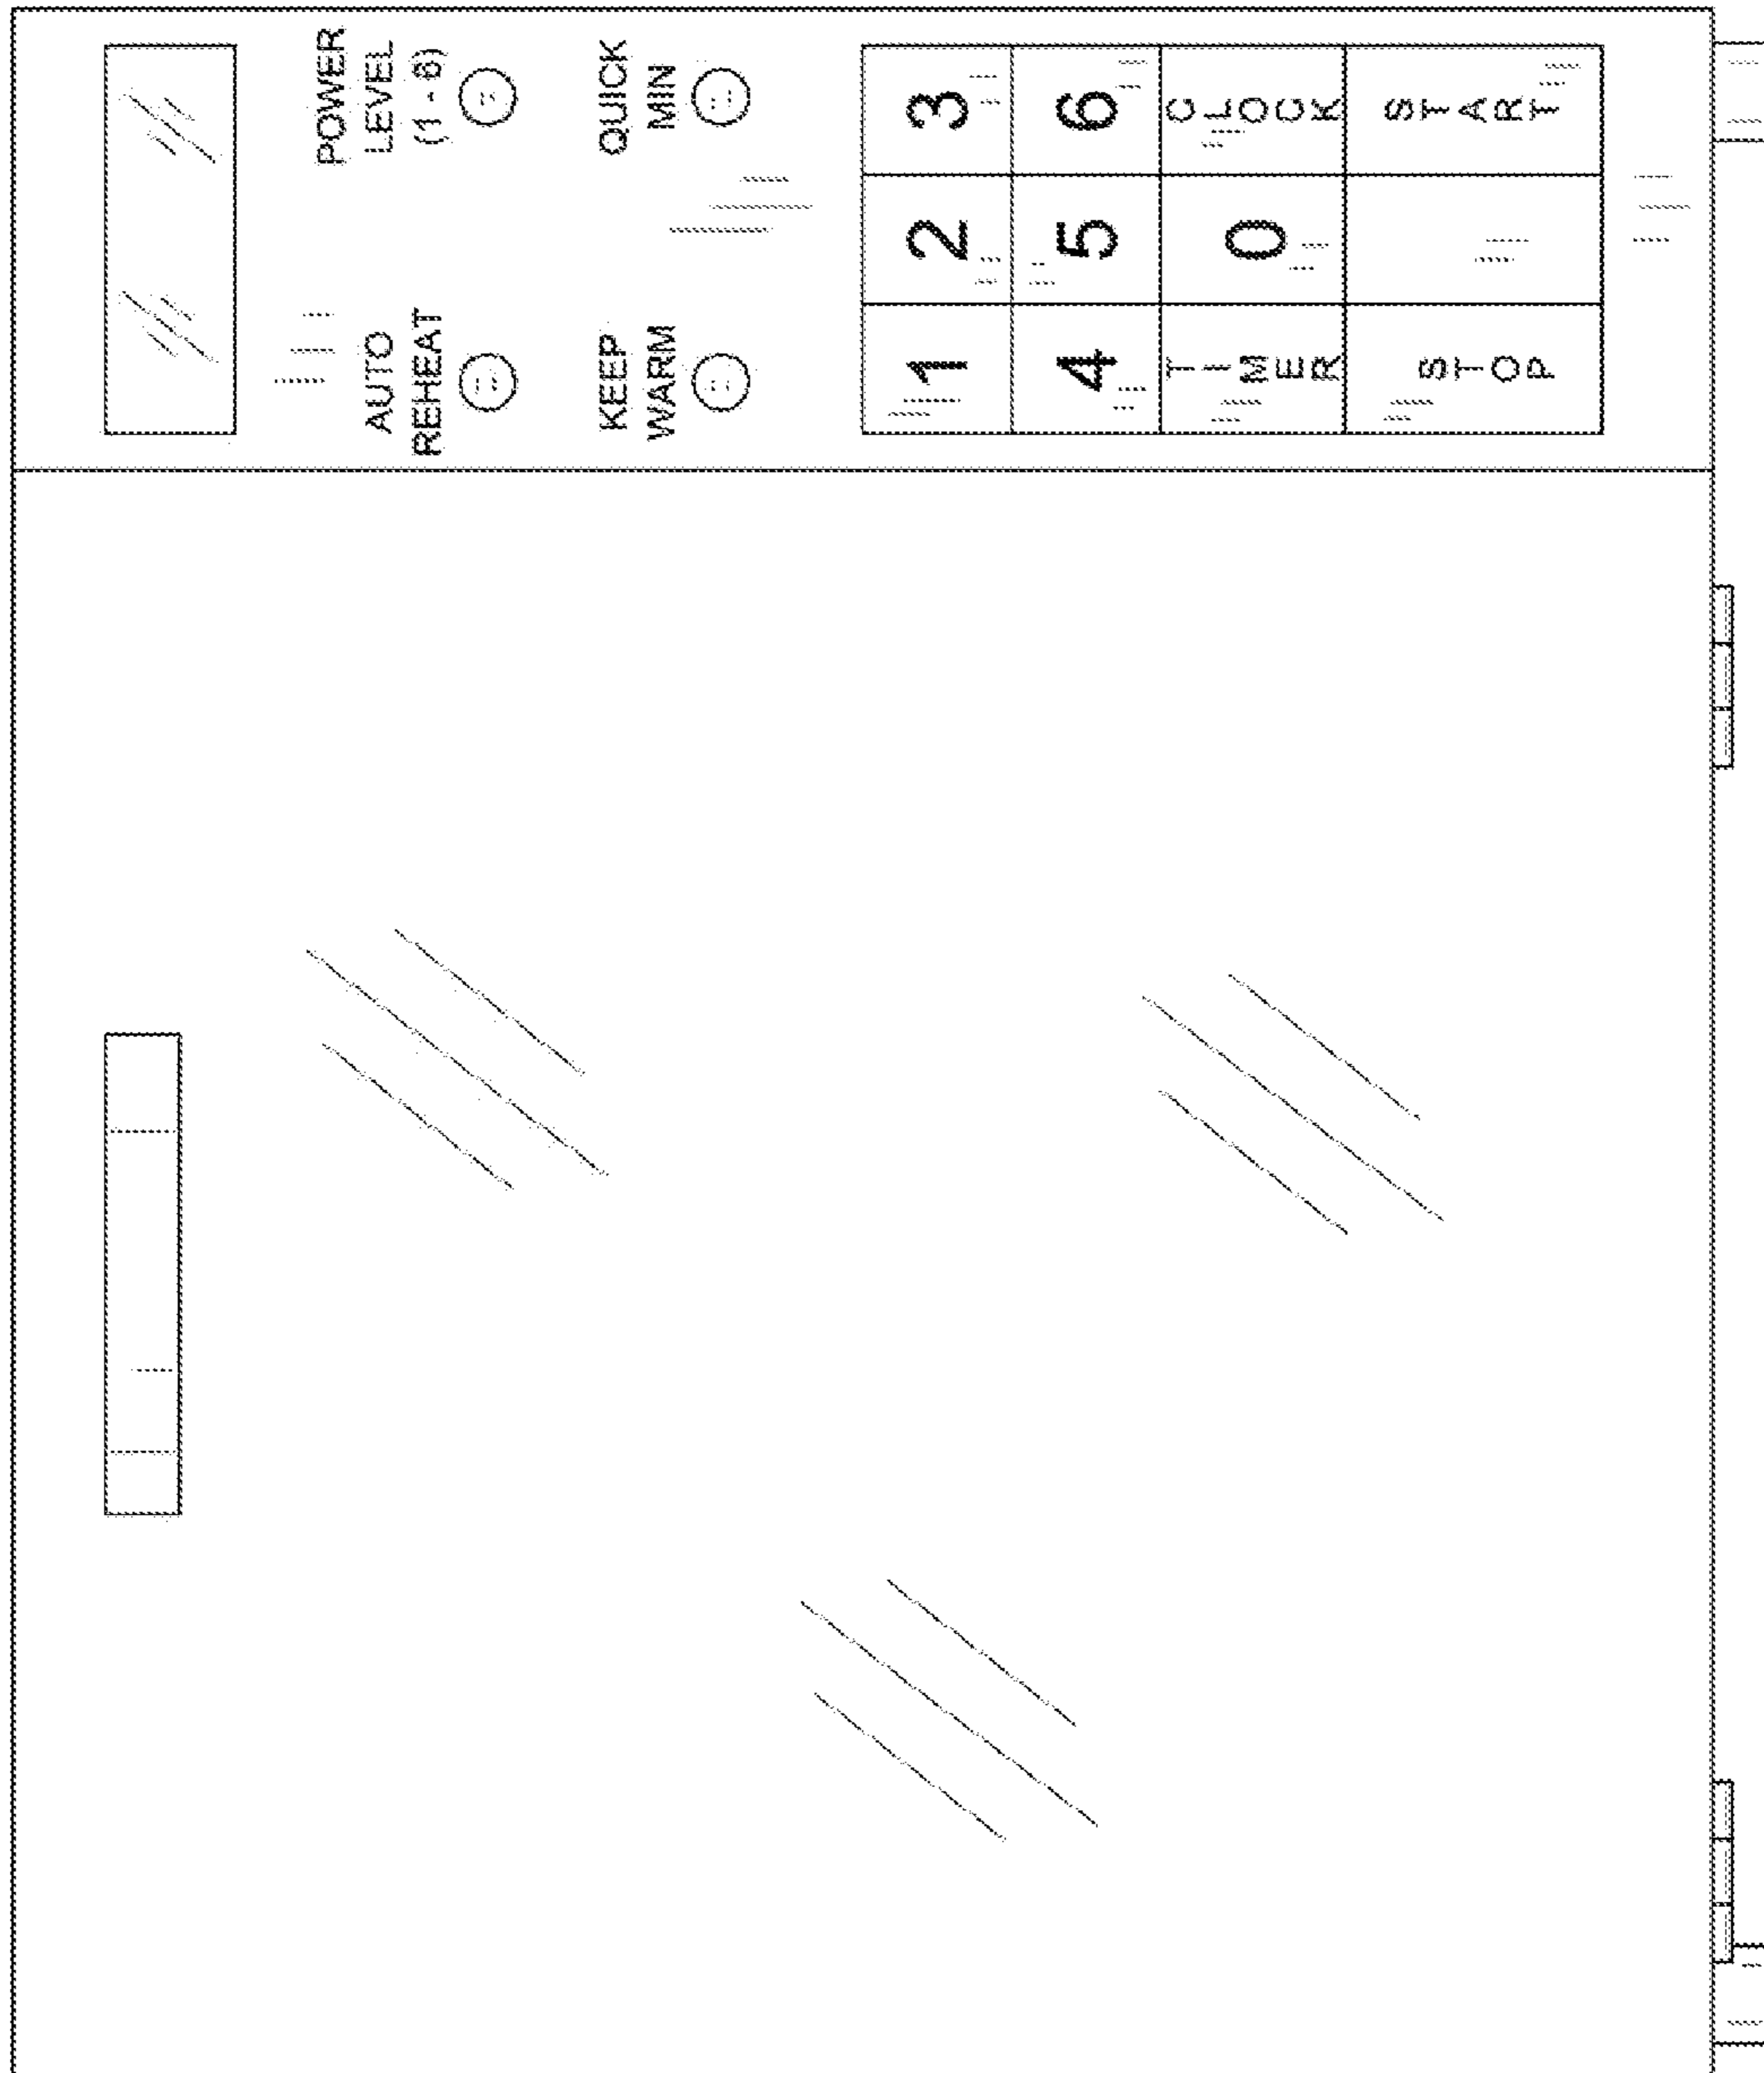 AUTO
REHEAT
POWER
LEVEL
(1 - 6)
KEEP
WARM
QUICK
MIN
1 2 3
4 5 6
TIMER 0 CLOCK
STOP START